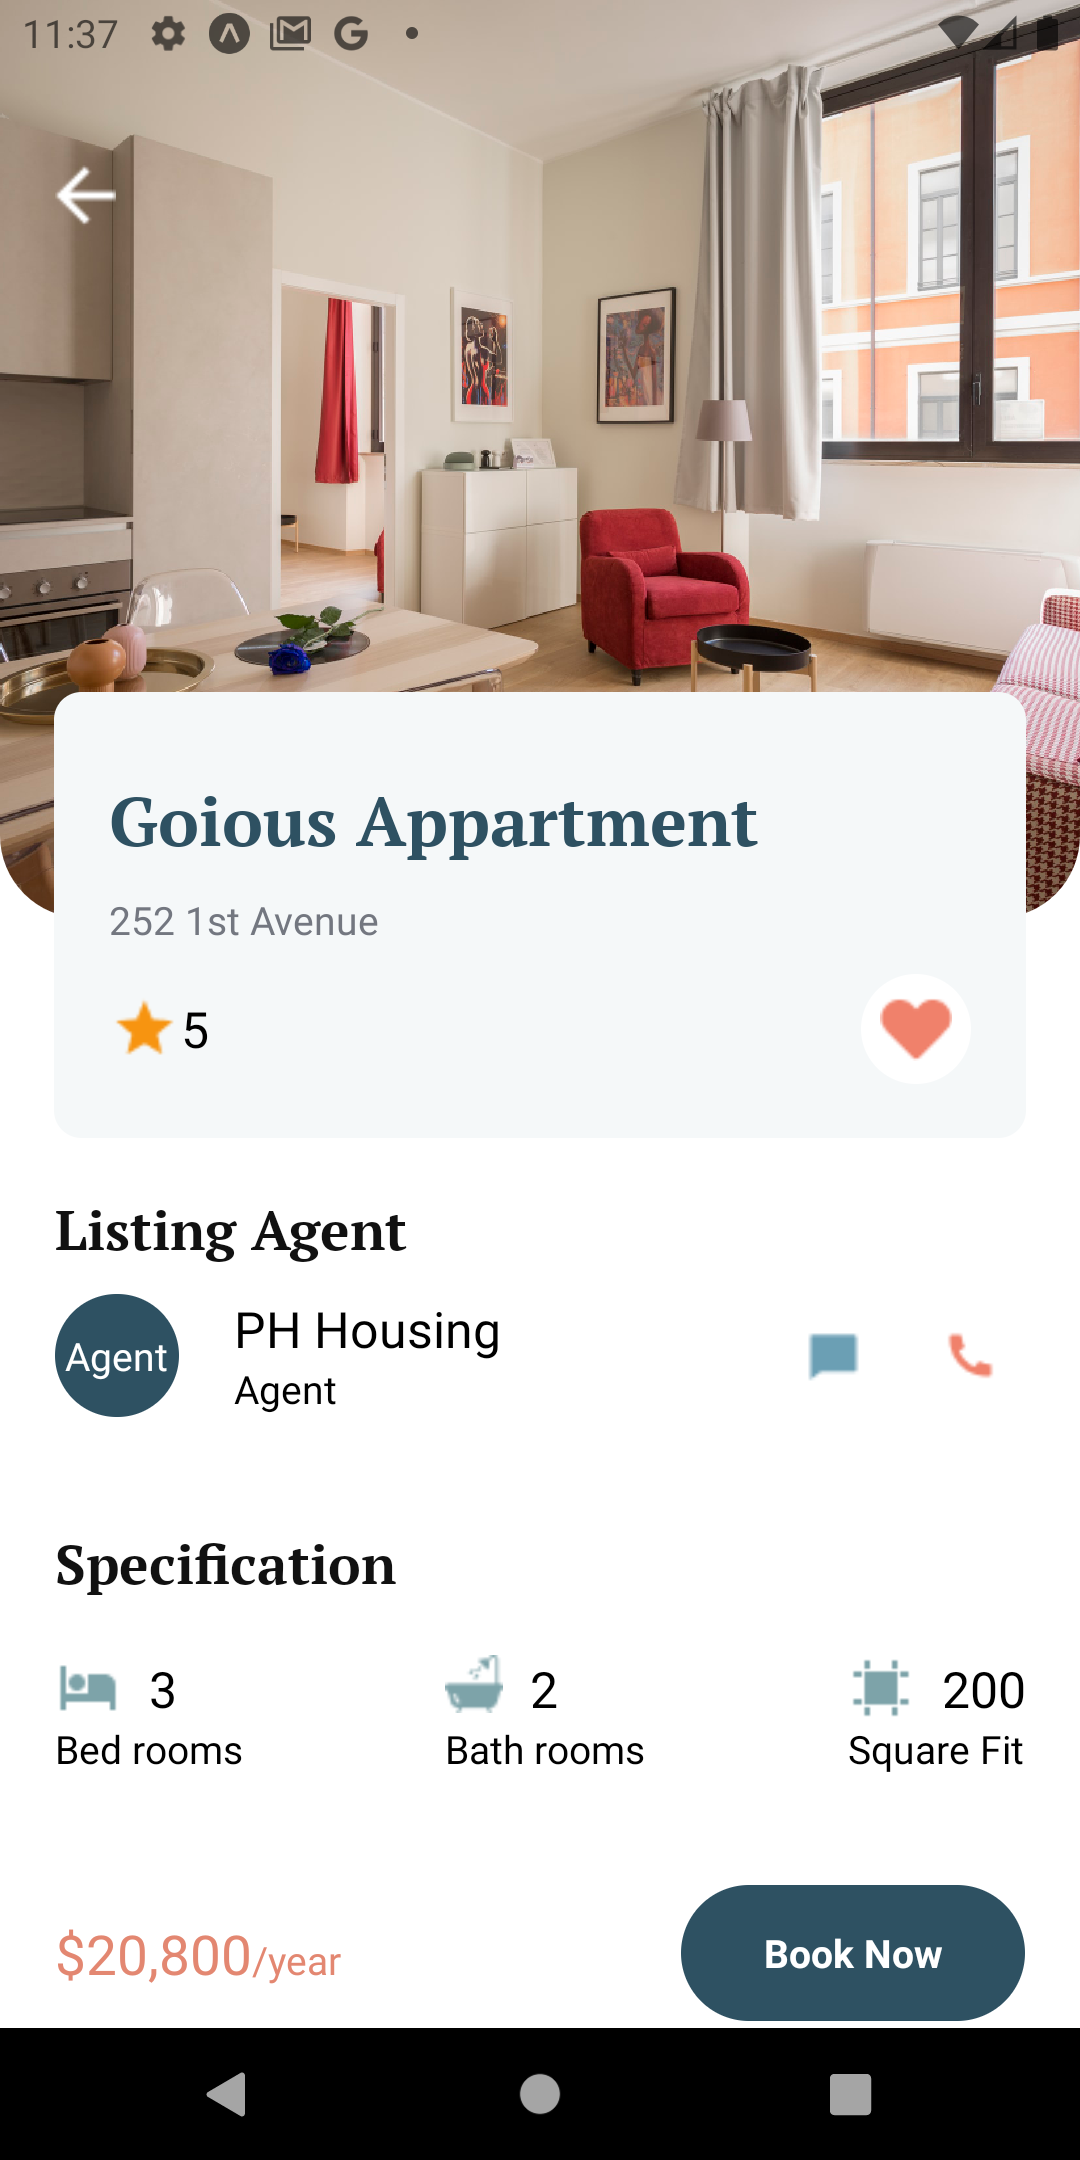 11:37
Goious Appartment
252 1st Avenue
5
Listing Agent
Agent
PH Housing
Agent
Specification
3
Bed rooms
2
Bath rooms
200
Square Fit
$20,800/year
Book Now